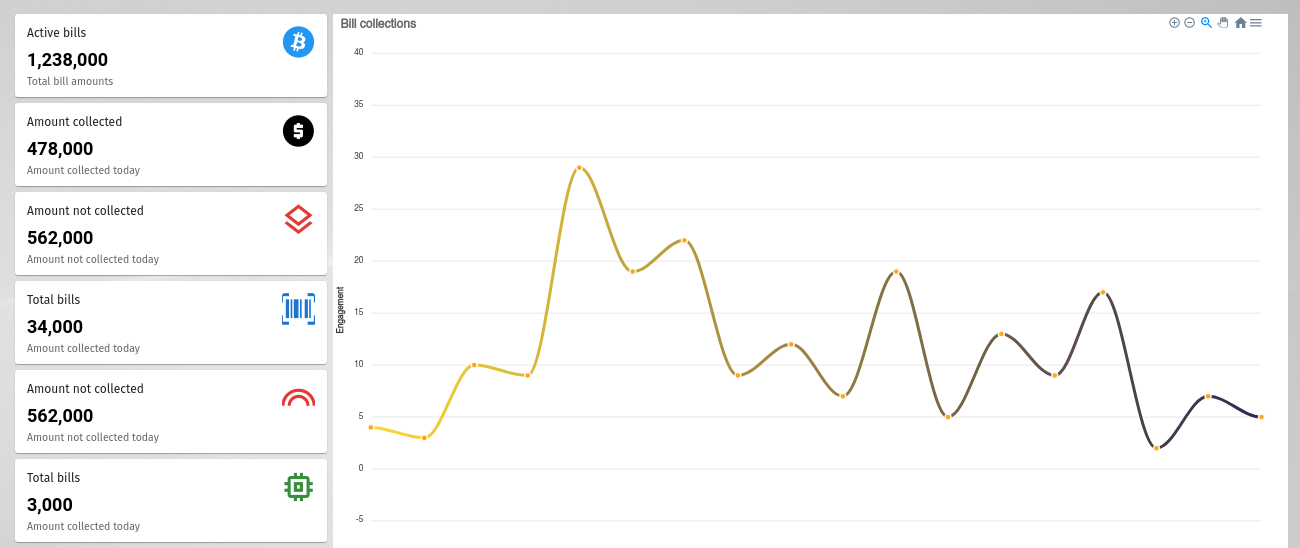 Active bills
1,238,000
Total bill amounts
Amount collected
478,000
Amount collected today
Amount not collected
562,000
Amount not collected today
Total bills
34,000
Amount collected today
Amount not collected
562,000
Amount not collected today
Total bills
3,000
Amount collected today
Bill collections
40
35
30
25
20
15
10
5
0
-5
Engagement